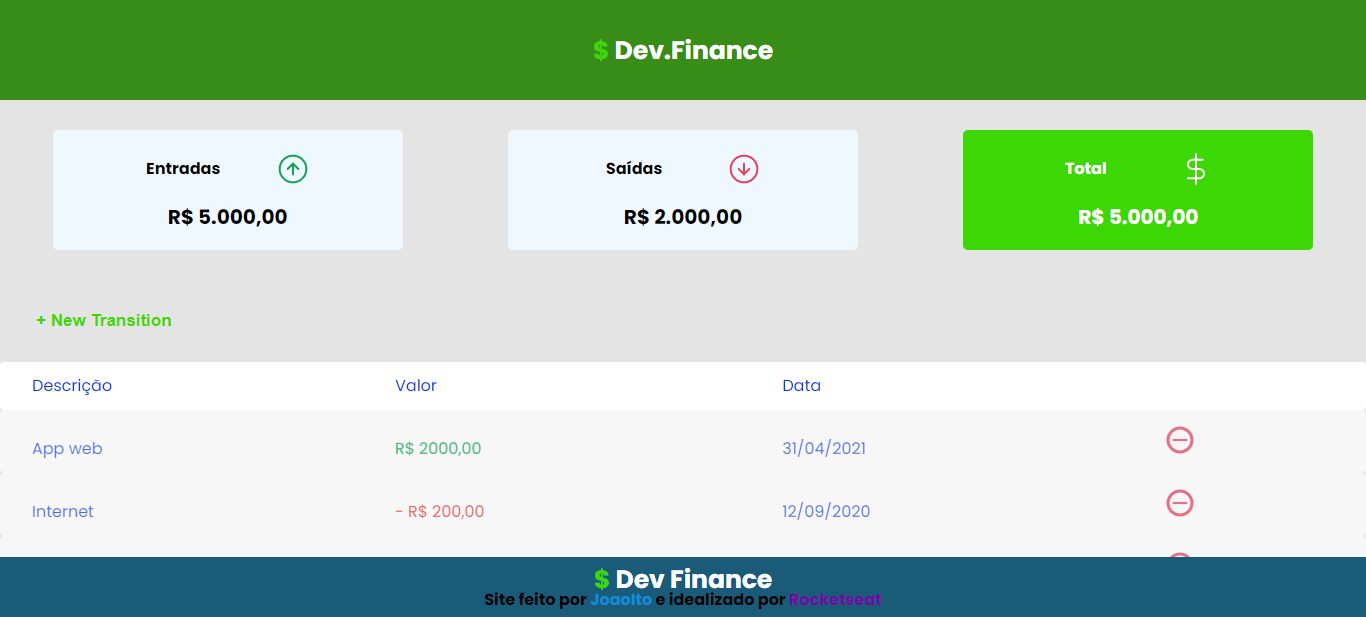 $ Dev.Finance
Entradas
R$ 5.000,00
Saídas
R$ 2.000,00
Total $
R$ 5.000,00
+ New Transition
Descrição Valor Data
App web R$ 2000,00 31/04/2021
Internet - R$ 200,00 12/09/2020
$ Dev Finance
Site feito por Joaolto e idealizado por Rocketseat